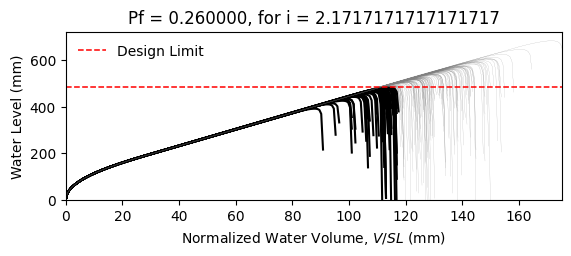 Pf = 0.260000, for i = 2.1717171717171717
Design Limit
Water Level (mm)
600
400
200
0
0 20 40 60 80 100 120 140 160
Normalized Water Volume, V/SL (mm)